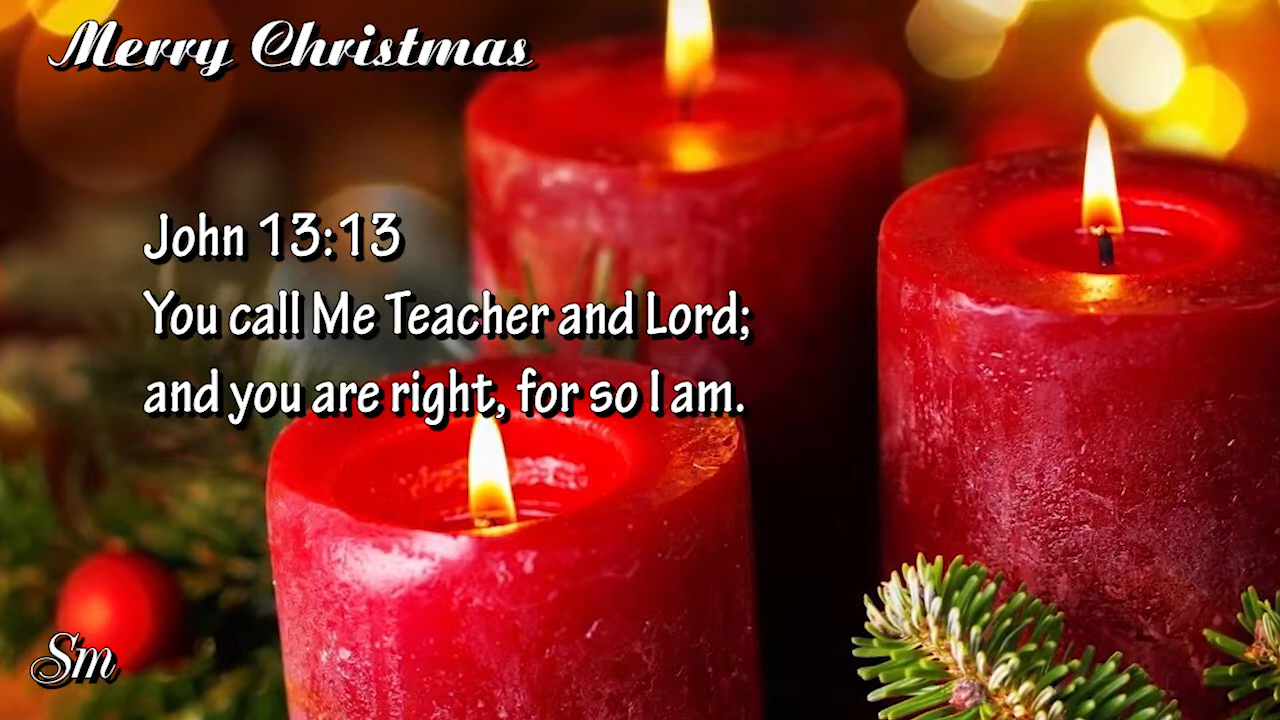 Merry Christmas
John 13:13
You call Me Teacher and Lord;
and you are right, for so I am.
Sm